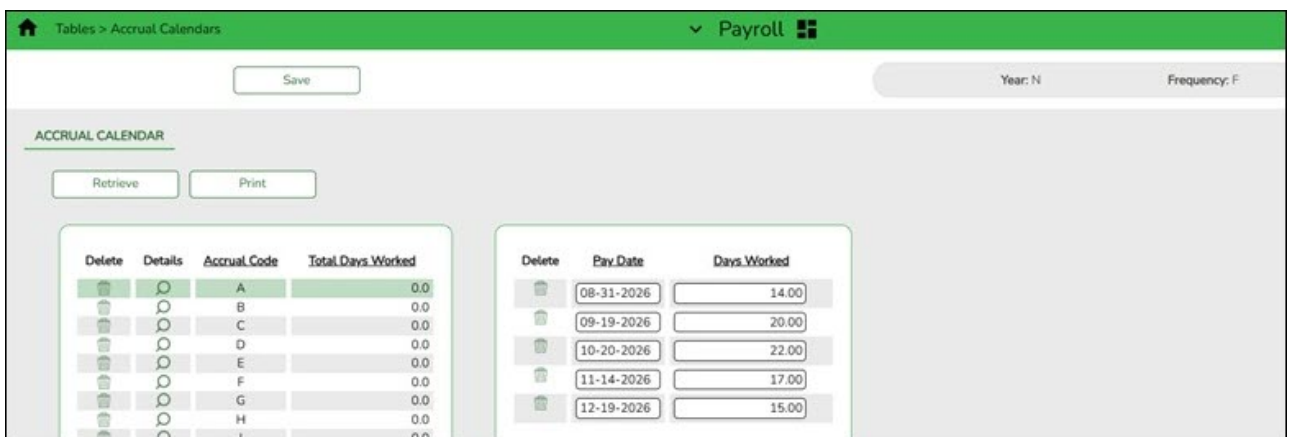 Tables > Accrual Calendars
Payroll
Save
Year: N
Frequency: F
ACCRUAL CALENDAR
Retrieve
Print
Delete Details Accrual Code Total Days Worked
A 0.0
B 0.0
C 0.0
D 0.0
E 0.0
F 0.0
G 0.0
H 0.0
Delete Pay Date Days Worked
08-31-2026 14.00
09-19-2026 20.00
10-20-2026 22.00
11-14-2026 17.00
12-19-2026 15.00